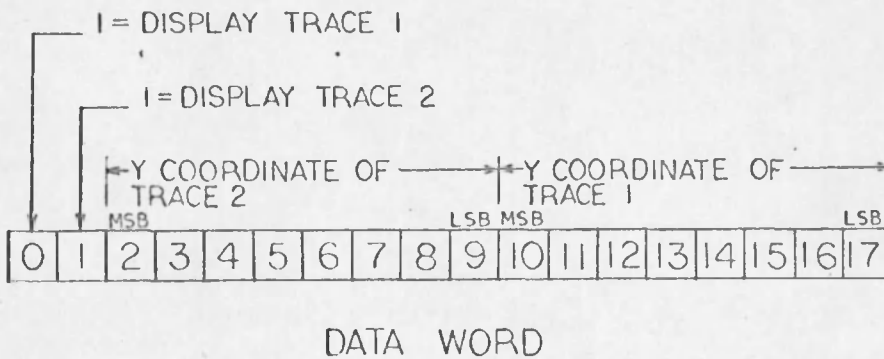 1 = DISPLAY TRACE 1
1 = DISPLAY TRACE 2
Y COORDINATE OF TRACE 2
Y COORDINATE OF TRACE 1
MSB LSB MSB LSB
0 1 2 3 4 5 6 7 8 9 10 11 12 13 14 15 16 17
DATA WORD